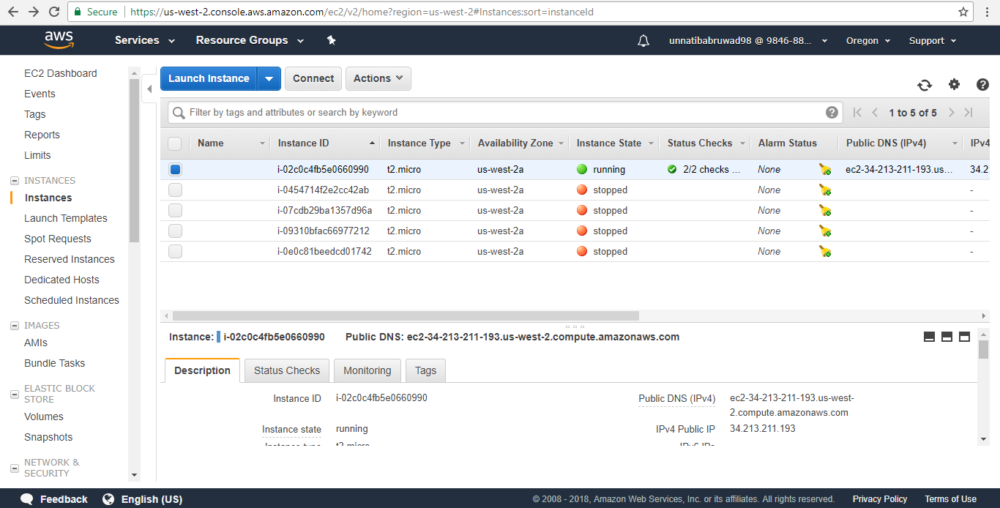 Secure https://us-west-2.console.aws.amazon.com/ec2/v2/home?region=us-west-2#Instances:sort=instanceId
aws Services Resource Groups unnatibabruwad98 @ 9846-88... Oregon Support
EC2 Dashboard
Events
Tags
Reports
Limits
INSTANCES
Instances
Launch Templates
Spot Requests
Reserved Instances
Dedicated Hosts
Scheduled Instances
IMAGES
AMIs
Bundle Tasks
ELASTIC BLOCK
STORE
Volumes
Snapshots
NETWORK &
SECURITY
Launch Instance Connect Actions
Filter by tags and attributes or search by keyword 1 to 5 of 5
Name Instance ID Instance Type Availability Zone Instance State Status Checks Alarm Status Public DNS (IPv4) IPv4
i-02c0c4fb5e0660990 t2.micro us-west-2a running 2/2 checks ... None ec2-34-213-211-193.us... 34.2
i-0454714f2e2cc42ab t2.micro us-west-2a stopped None -
i-07cdb29ba1357d96a t2.micro us-west-2a stopped None -
i-09310bfac66977212 t2.micro us-west-2a stopped None -
i-0e0c81beedcd01742 t2.micro us-west-2a stopped None -
Instance: i-02c0c4fb5e0660990 Public DNS: ec2-34-213-211-193.us-west-2.compute.amazonaws.com
Description Status Checks Monitoring Tags
Instance ID i-02c0c4fb5e0660990 Public DNS (IPv4) ec2-34-213-211-193.us-west-
2.compute.amazonaws.com
Instance state running IPv4 Public IP 34.213.211.193
Instance type t2.micro IPv6 IPs
Feedback English (US) © 2008 - 2018, Amazon Web Services, Inc. or its affiliates. All rights reserved. Privacy Policy Terms of Use